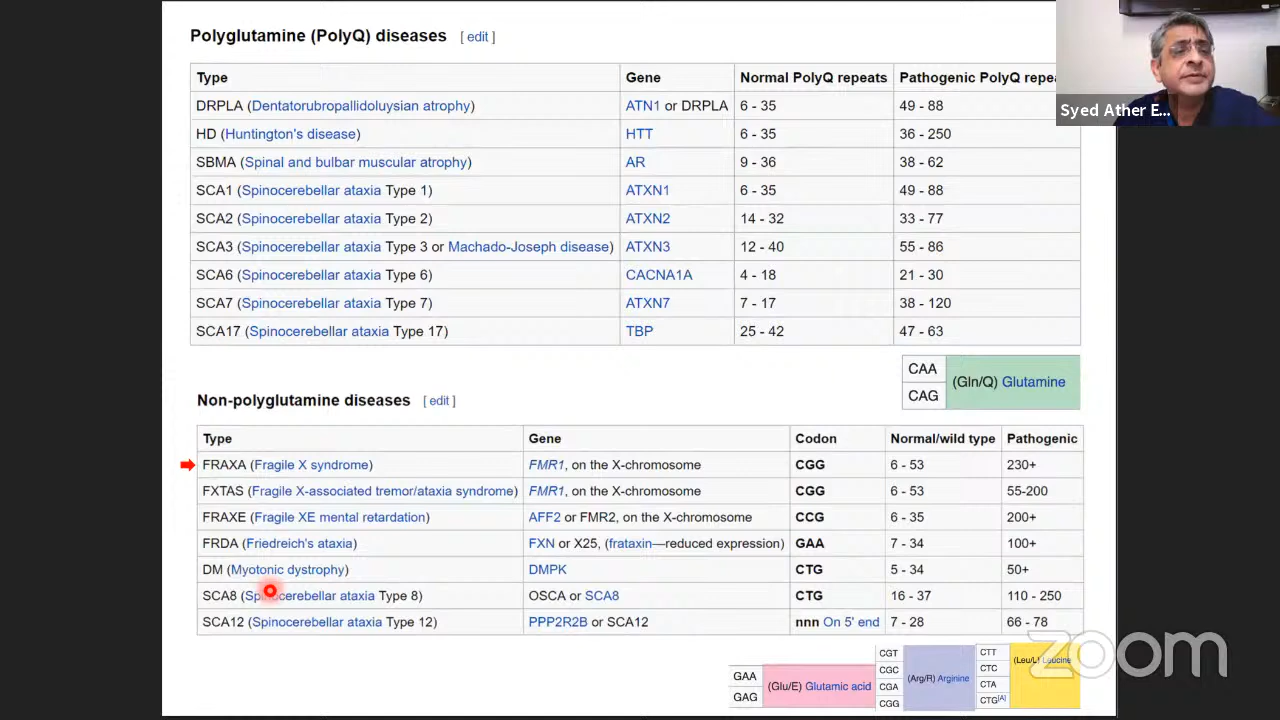 Polyglutamine (PolyQ) diseases [ edit ]
Type Gene Normal PolyQ repeats Pathogenic PolyQ repea
DRPLA (Dentatorubropallidoluysian atrophy) ATN1 or DRPLA 6 - 35 49 - 88
HD (Huntington's disease) HTT 6 - 35 36 - 250
SBMA (Spinal and bulbar muscular atrophy) AR 9 - 36 38 - 62
SCA1 (Spinocerebellar ataxia Type 1) ATXN1 6 - 35 49 - 88
SCA2 (Spinocerebellar ataxia Type 2) ATXN2 14 - 32 33 - 77
SCA3 (Spinocerebellar ataxia Type 3 or Machado-Joseph disease) ATXN3 12 - 40 55 - 86
SCA6 (Spinocerebellar ataxia Type 6) CACNA1A 4 - 18 21 - 30
SCA7 (Spinocerebellar ataxia Type 7) ATXN7 7 - 17 38 - 120
SCA17 (Spinocerebellar ataxia Type 17) TBP 25 - 42 47 - 63
Syed Ather E...
CAA
CAG
(Gln/Q) Glutamine
Non-polyglutamine diseases [ edit ]
Type Gene Codon Normal/wild type Pathogenic
FRAXA (Fragile X syndrome) FMR1, on the X-chromosome CGG 6 - 53 230+
FXTAS (Fragile X-associated tremor/ataxia syndrome) FMR1, on the X-chromosome CGG 6 - 53 55-200
FRAXE (Fragile XE mental retardation) AFF2 or FMR2, on the X-chromosome CCG 6 - 35 200+
FRDA (Friedreich's ataxia) FXN or X25, (frataxin—reduced expression) GAA 7 - 34 100+
DM (Myotonic dystrophy) DMPK CTG 5 - 34 50+
SCA8 (Spinocerebellar ataxia Type 8) OSCA or SCA8 CTG 16 - 37 110 - 250
SCA12 (Spinocerebellar ataxia Type 12) PPP2R2B or SCA12 nnn On 5' end 7 - 28 66 - 78
GAA
GAG
(Glu/E) Glutamic acid
CGT
CGC
CGA
CGG
(Arg/R) Arginine
CTT
CTC
CTA
CTG[A]
(Leu/L) Leucine
zoom